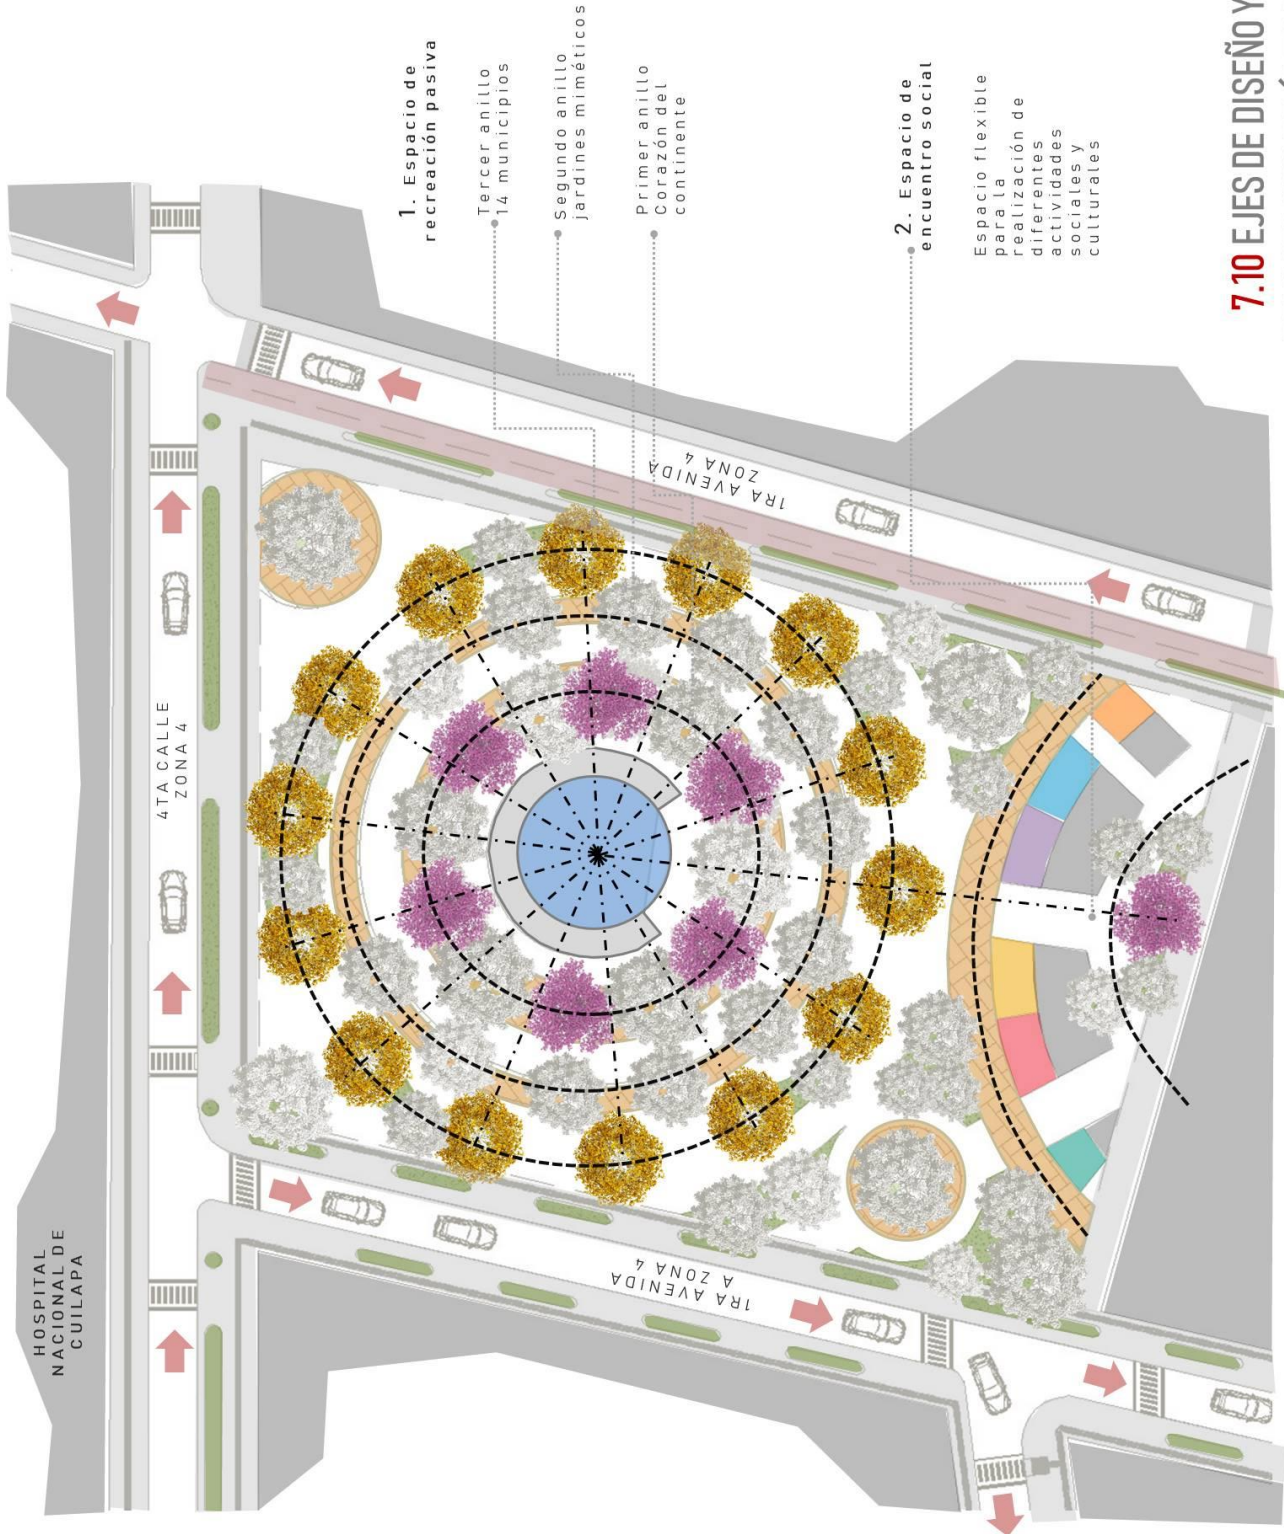 HOSPITAL
NACIONAL DE
CUILAPA
4TA CALLE
ZONA 4
1RA AVENIDA
A ZONA 4
1RA AVENIDA
ZONA 4
1. Espacio de
recreación pasiva
Tercer anillo
14 municipios
Segundo anillo
jardines miméticos
Primer anillo
Corazón del
continente
2. Espacio de
encuentro social
Espacio flexible
para la
realización de
diferentes
actividades
sociales y
culturales
7.10 EJES DE DISEÑO Y